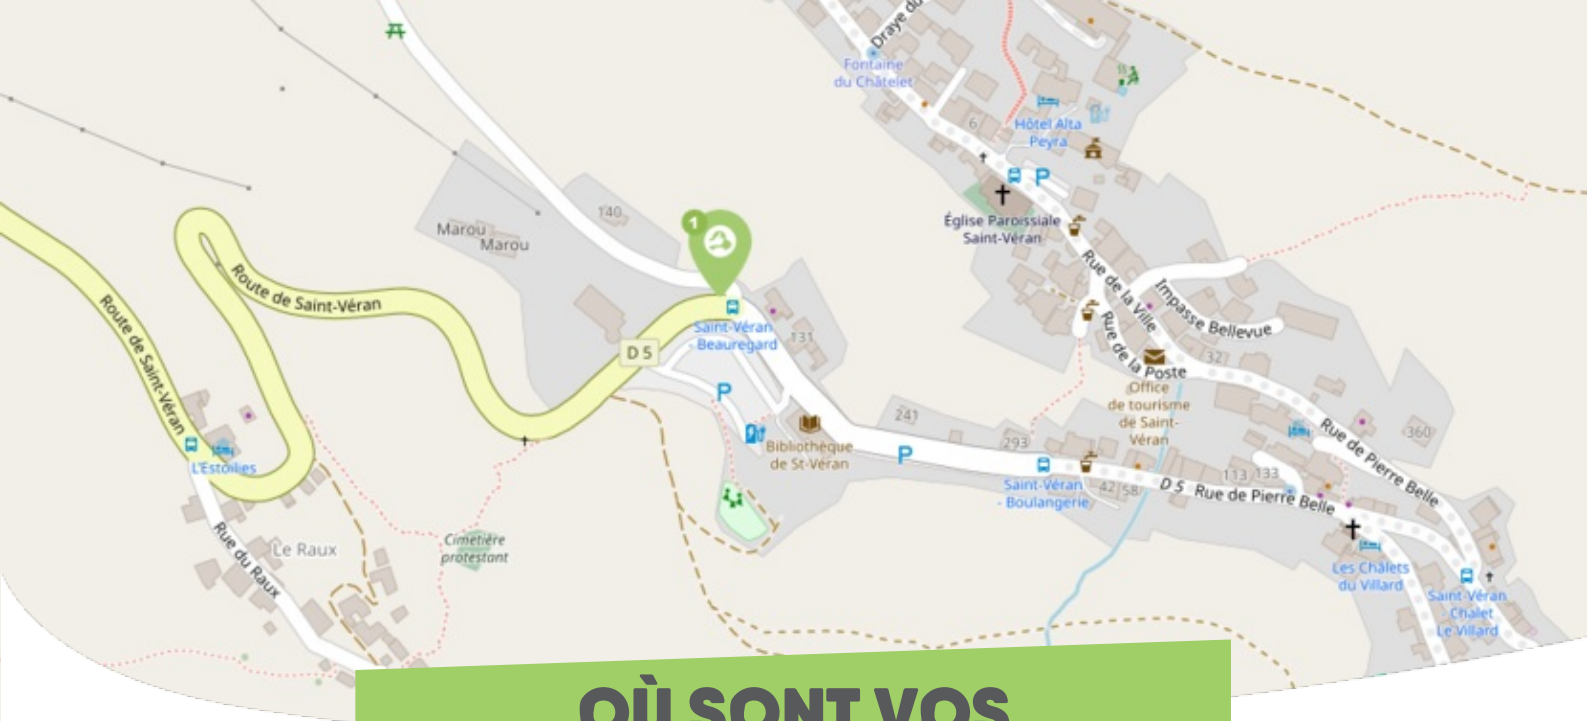 Draye du
Fontaine
du Châtelet
6
Hôtel Alta
Peyra
P
Église Paroissiale
Saint-Véran
140
Marou
Marou
1
Route de Saint-Véran
Route de Saint-Véran
D 5
Saint-Véran
Beauregard
131
P
Rue de la Ville
Impasse Bellevue
Rue de la Poste
32
Office
de tourisme
de Saint-
Véran
241
293
P
Bibliothèque
de St-Véran
Saint-Véran
- Boulangerie
42
58
D 5
Rue de Pierre Belle
113
133
Rue de Pierre Belle
360
L'Estoilies
Le Raux
Rue du Raux
Cimetière
protestant
Les Châlets
du Villard
Saint-Véran
- Chalet
Le Villard
OÙ SONT VOS